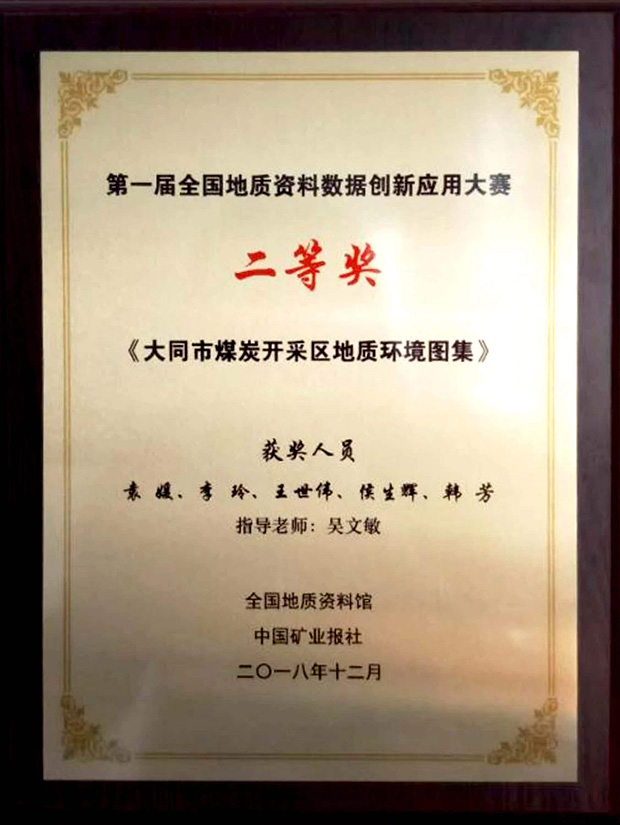 第一届全国地质资料数据创新应用大赛
二等奖
《大同市煤炭开采区地质环境图集》
获奖人员
袁媛、李玲、王世伟、侯生辉、韩芳
指导老师：吴文敏
全国地质资料馆
中国矿业报社
二〇一八年十二月